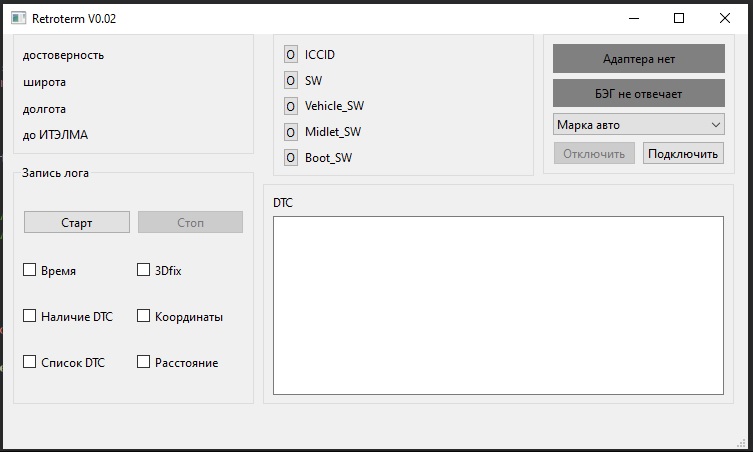 Retroterm V0.02
достоверность
широта
долгота
до ИТЭЛМА
O ICCID
O SW
O Vehicle_SW
O Midlet_SW
O Boot_SW
Адаптера нет
БЭГ не отвечает
Марка авто
Отключить Подключить
Запись лога
Старт Стоп
Время 3Dfix
Наличие DTC Координаты
Список DTC Расстояние
DTC